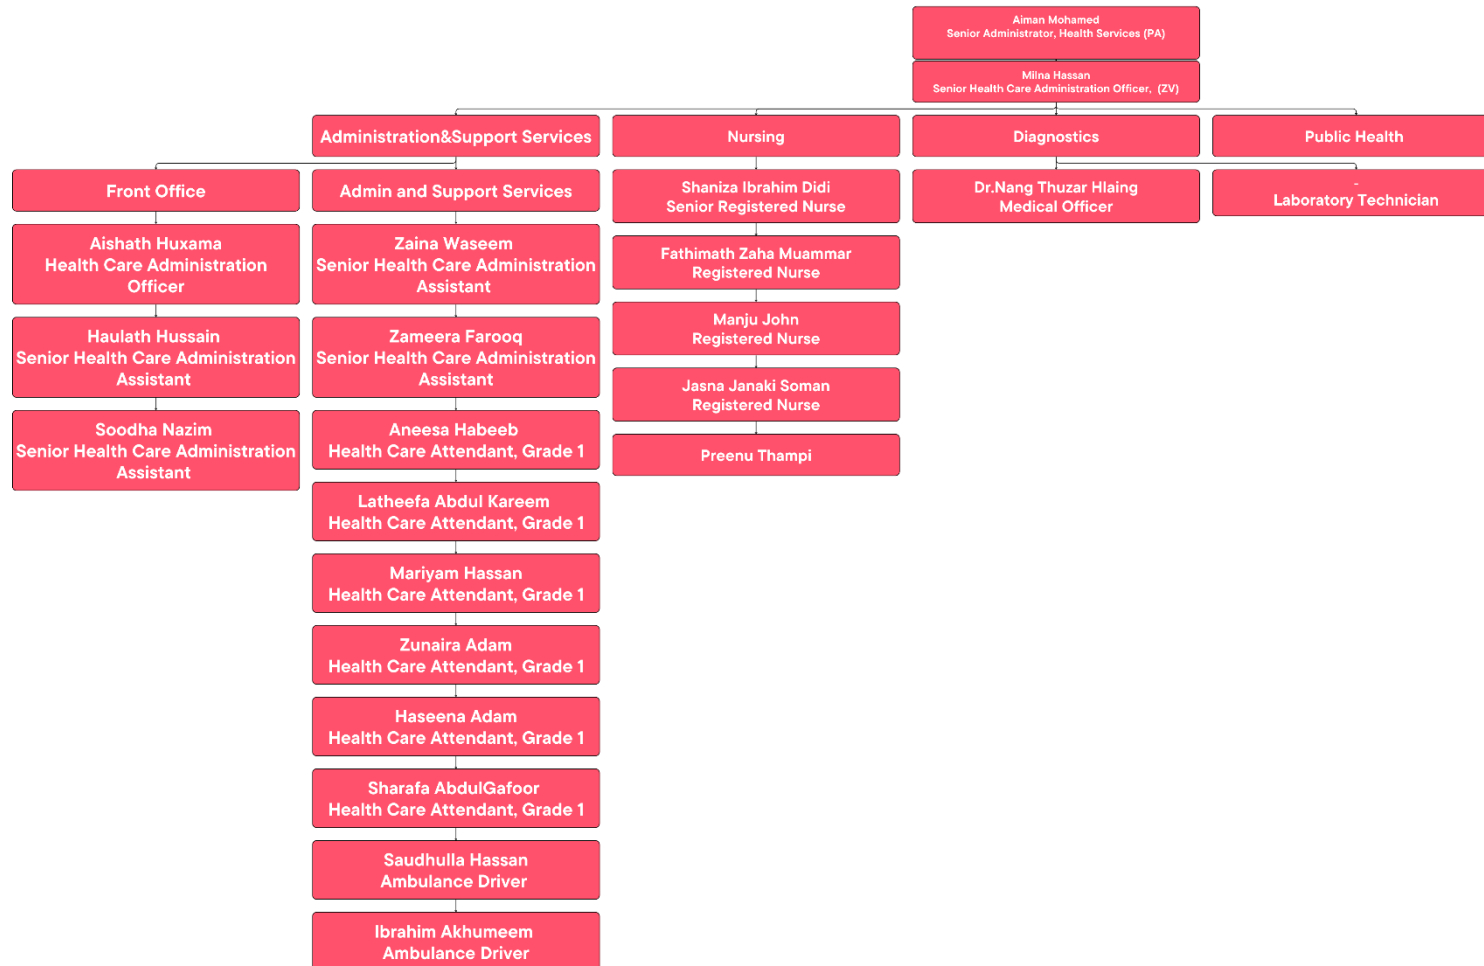 Aiman Mohamed
Senior Administrator, Health Services (PA)
Milna Hassan
Senior Health Care Administration Officer, (ZV)
Administration&Support Services
Nursing
Diagnostics
Public Health
Front Office
Aishath Huxama
Health Care Administration
Officer
Haulath Hussain
Senior Health Care Administration
Assistant
Soodha Nazim
Senior Health Care Administration
Assistant
Admin and Support Services
Zaina Waseem
Senior Health Care Administration
Assistant
Zameera Farooq
Senior Health Care Administration
Assistant
Aneesa Habeeb
Health Care Attendant, Grade 1
Latheefa Abdul Kareem
Health Care Attendant, Grade 1
Mariyam Hassan
Health Care Attendant, Grade 1
Zunaira Adam
Health Care Attendant, Grade 1
Haseena Adam
Health Care Attendant, Grade 1
Sharafa AbdulGafoor
Health Care Attendant, Grade 1
Saudhulla Hassan
Ambulance Driver
Ibrahim Akhumeem
Ambulance Driver
Shaniza Ibrahim Didi
Senior Registered Nurse
Fathimath Zaha Muammar
Registered Nurse
Manju John
Registered Nurse
Jasna Janaki Soman
Registered Nurse
Preenu Thampi
Dr.Nang Thuzar Hlaing
Medical Officer
-
Laboratory Technician